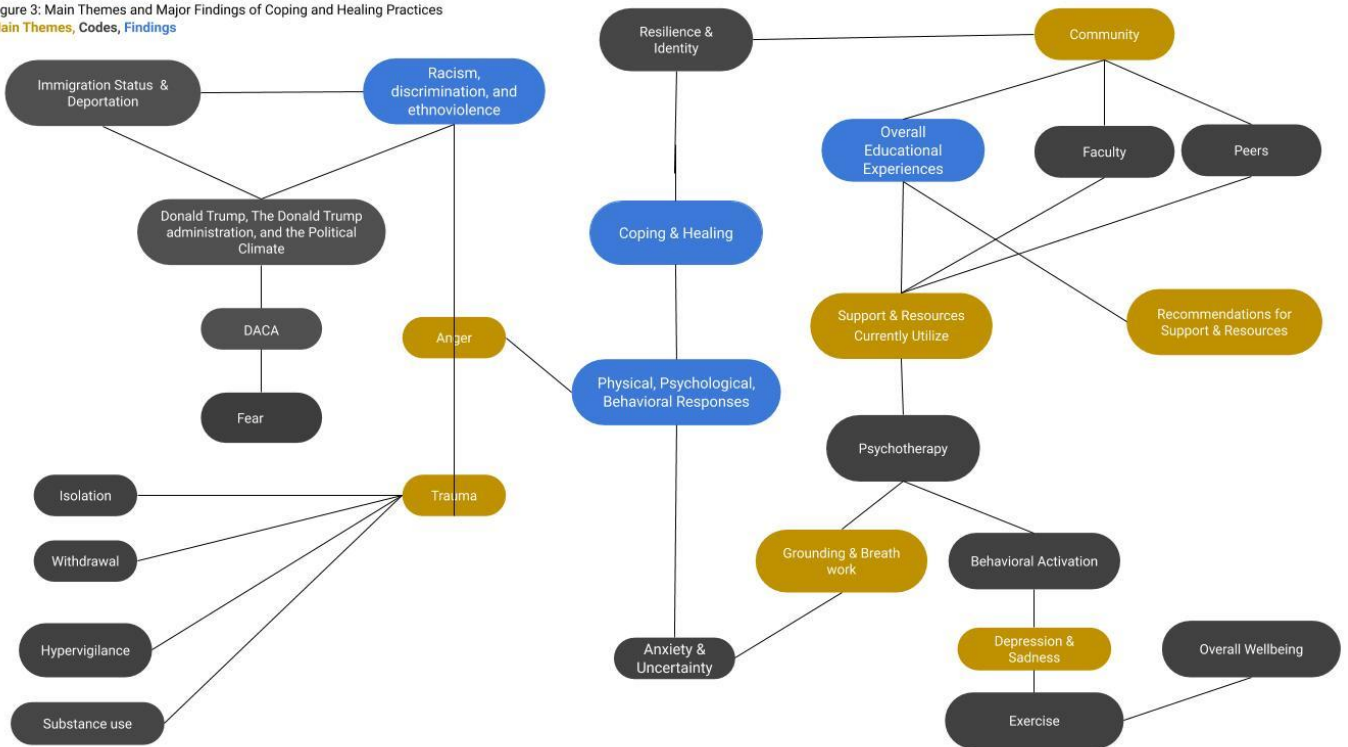 gure 3: Main Themes and Major Findings of Coping and Healing Practices
ain Themes, Codes, Findings
Resilience &
Identity
Community
Immigration Status &
Deportation
Racism,
discrimination, and
ethnoviolence
Overall
Educational
Experiences
Faculty
Peers
Donald Trump, The Donald Trump
administration, and the Political
Climate
Coping & Healing
DACA
Anger
Support & Resources
Currently Utilize
Recommendations for
Support & Resources
Physical, Psychological,
Behavioral Responses
Fear
Psychotherapy
Isolation
Trauma
Withdrawal
Grounding & Breath
work
Behavioral Activation
Hypervigilance
Anxiety &
Uncertainty
Depression &
Sadness
Overall Wellbeing
Substance use
Exercise